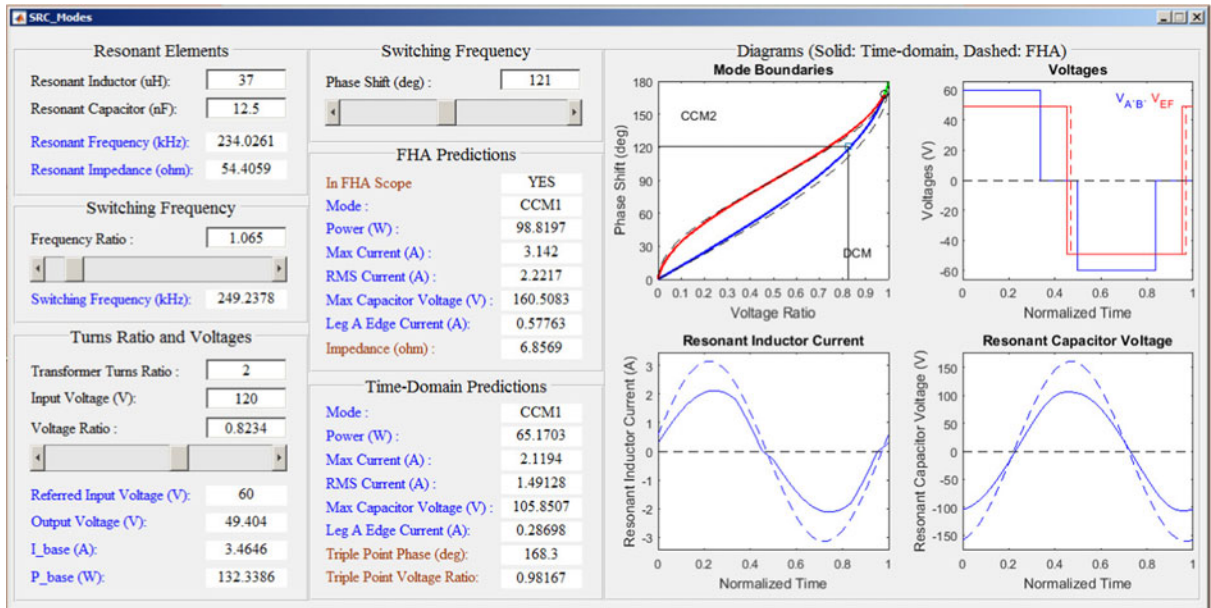 SRC_Modes
Resonant Elements
Resonant Inductor (uH): 37
Resonant Capacitor (nF): 12.5
Resonant Frequency (kHz): 234.0261
Resonant Impedance (ohm): 54.4059
Switching Frequency
Frequency Ratio : 1.065
Switching Frequency (kHz): 249.2378
Turns Ratio and Voltages
Transformer Turns Ratio : 2
Input Voltage (V): 120
Voltage Ratio : 0.8234
Referred Input Voltage (V): 60
Output Voltage (V): 49.404
I_base (A): 3.4646
P_base (W): 132.3386
Switching Frequency
Phase Shift (deg) : 121
FHA Predictions
In FHA Scope YES
Mode : CCM1
Power (W) : 98.8197
Max Current (A) : 3.142
RMS Current (A) : 2.2217
Max Capacitor Voltage (V) : 160.5083
Leg A Edge Current (A): 0.57763
Impedance (ohm) : 6.8569
Time-Domain Predictions
Mode : CCM1
Power (W) : 65.1703
Max Current (A) : 2.1194
RMS Current (A) : 1.49128
Max Capacitor Voltage (V) : 105.8507
Leg A Edge Current (A): 0.28698
Triple Point Phase (deg): 168.3
Triple Point Voltage Ratio: 0.98167
Diagrams (Solid: Time-domain, Dashed: FHA)
Mode Boundaries
Phase Shift (deg)
180
150
120
90
60
30
0
CCM2
DCM
0 0.1 0.2 0.3 0.4 0.5 0.6 0.7 0.8 0.9 1
Voltage Ratio
Voltages
Voltages (V)
60
40
20
0
-20
-40
-60
V_A'B', V_EF
0 0.2 0.4 0.6 0.8 1
Normalized Time
Resonant Inductor Current
Resonant Inductor Current (A)
3
2
1
0
-1
-2
-3
0 0.2 0.4 0.6 0.8 1
Normalized Time
Resonant Capacitor Voltage
Resonant Capacitor Voltage (V)
150
100
50
0
-50
-100
-150
0 0.2 0.4 0.6 0.8 1
Normalized Time